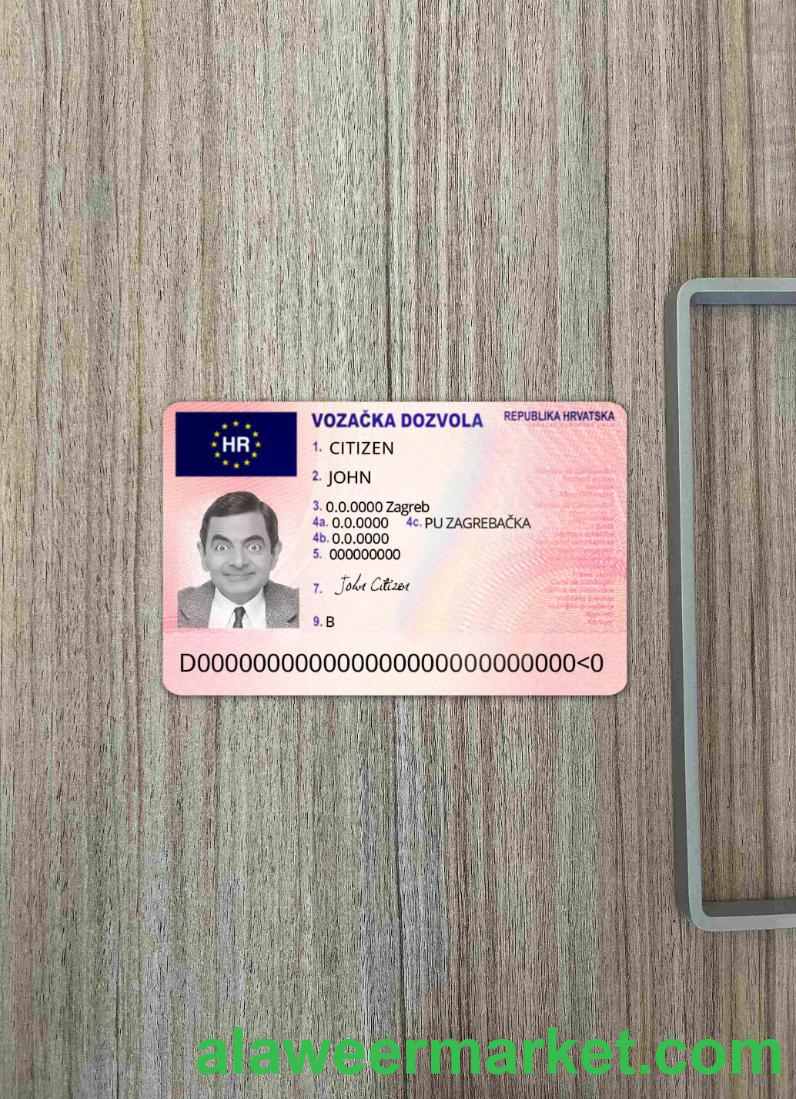 HR
VOZAČKA DOZVOLA REPUBLIKA HRVATSKA
1. CITIZEN
2. JOHN
3. 0.0.0000 Zagreb
4a. 0.0.0000 4c. PU ZAGREBAČKA
4b. 0.0.0000
5. 000000000
7. John Citizen
9. B
D000000000000000000000000000<0
alaweermarket.com